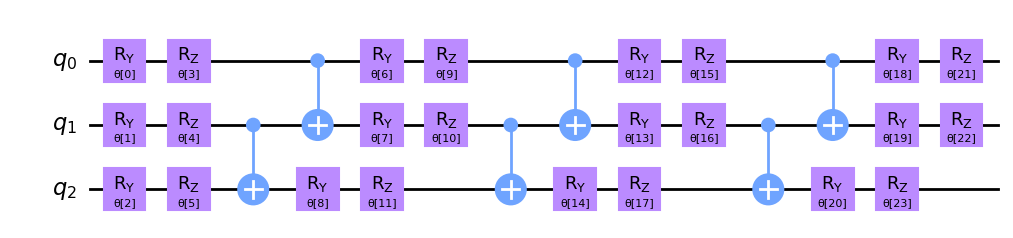 q0 RY θ[0] RZ θ[3] RY θ[6] RZ θ[9] RY θ[12] RZ θ[15] RY θ[18] RZ θ[21]
q1 RY θ[1] RZ θ[4] RY θ[7] RZ θ[10] RY θ[13] RZ θ[16] RY θ[19] RZ θ[22]
q2 RY θ[2] RZ θ[5] RY θ[8] RZ θ[11] RY θ[14] RZ θ[17] RY θ[20] RZ θ[23]